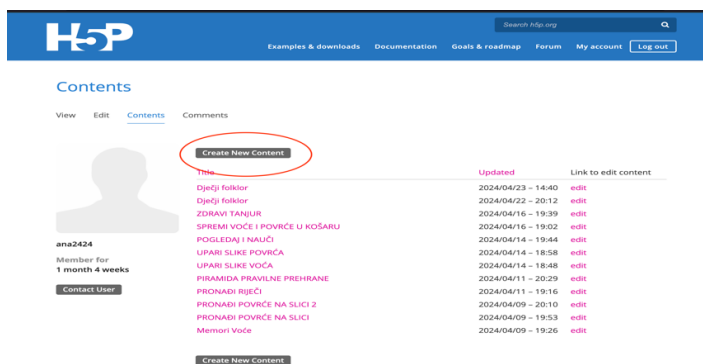 H5P
Search h5p.org
Examples & downloads Documentation Goals & roadmap Forum My account Log out
Contents
View Edit Contents Comments
Create New Content
Title Updated Link to edit content
Dječji folklor 2024/04/23 – 14:40 edit
Dječji folklor 2024/04/22 – 20:12 edit
ZDRAVI TANJUR 2024/04/16 – 19:39 edit
SPREMI VOĆE I POVRĆE U KOŠARU 2024/04/16 – 19:02 edit
POGLEDAJ I NAUČI 2024/04/14 – 19:44 edit
UPARI SLIKE POVRĆA 2024/04/14 – 18:58 edit
UPARI SLIKE VOĆA 2024/04/14 – 18:48 edit
PIRAMIDA PRAVILNE PREHRANE 2024/04/11 – 20:29 edit
PRONAĐI RIJEČI 2024/04/11 – 19:16 edit
PRONAĐI POVRĆE NA SLICI 2 2024/04/09 – 20:10 edit
PRONAĐI POVRĆE NA SLICI 2024/04/09 – 19:53 edit
Memori Voće 2024/04/09 – 19:26 edit
ana2424
Member for
1 month 4 weeks
Contact User
Create New Content